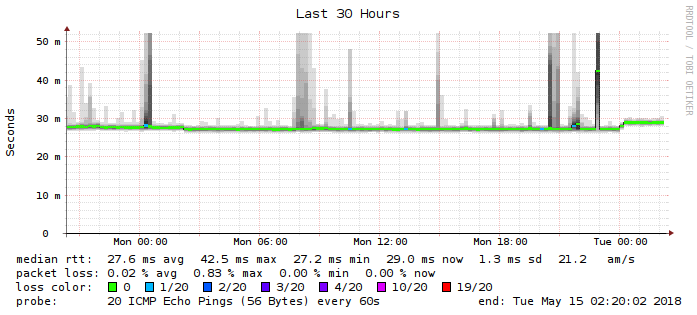 Last 30 Hours
RRDTOOL / TOBI OETIKER
Seconds
50 m
40 m
30 m
20 m
10 m
0
Mon 00:00 Mon 06:00 Mon 12:00 Mon 18:00 Tue 00:00
median rtt: 27.6 ms avg 42.5 ms max 27.2 ms min 29.0 ms now 1.3 ms sd 21.2 am/s
packet loss: 0.02 % avg 0.83 % max 0.00 % min 0.00 % now
loss color: 0 1/20 2/20 3/20 4/20 10/20 19/20
probe: 20 ICMP Echo Pings (56 Bytes) every 60s end: Tue May 15 02:20:02 2018